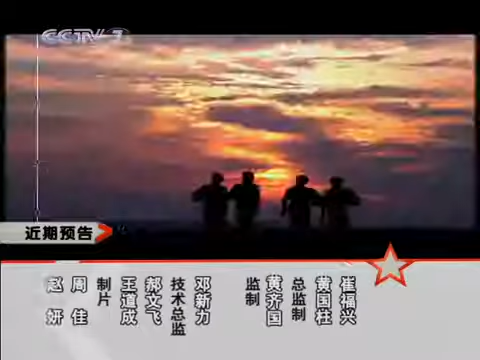 CCTV 7
近期预告
崔福兴
黄国柱
总监制
黄齐国
监制
邓新力
技术总监
郝文飞
王道成
制片
周佳
赵妍